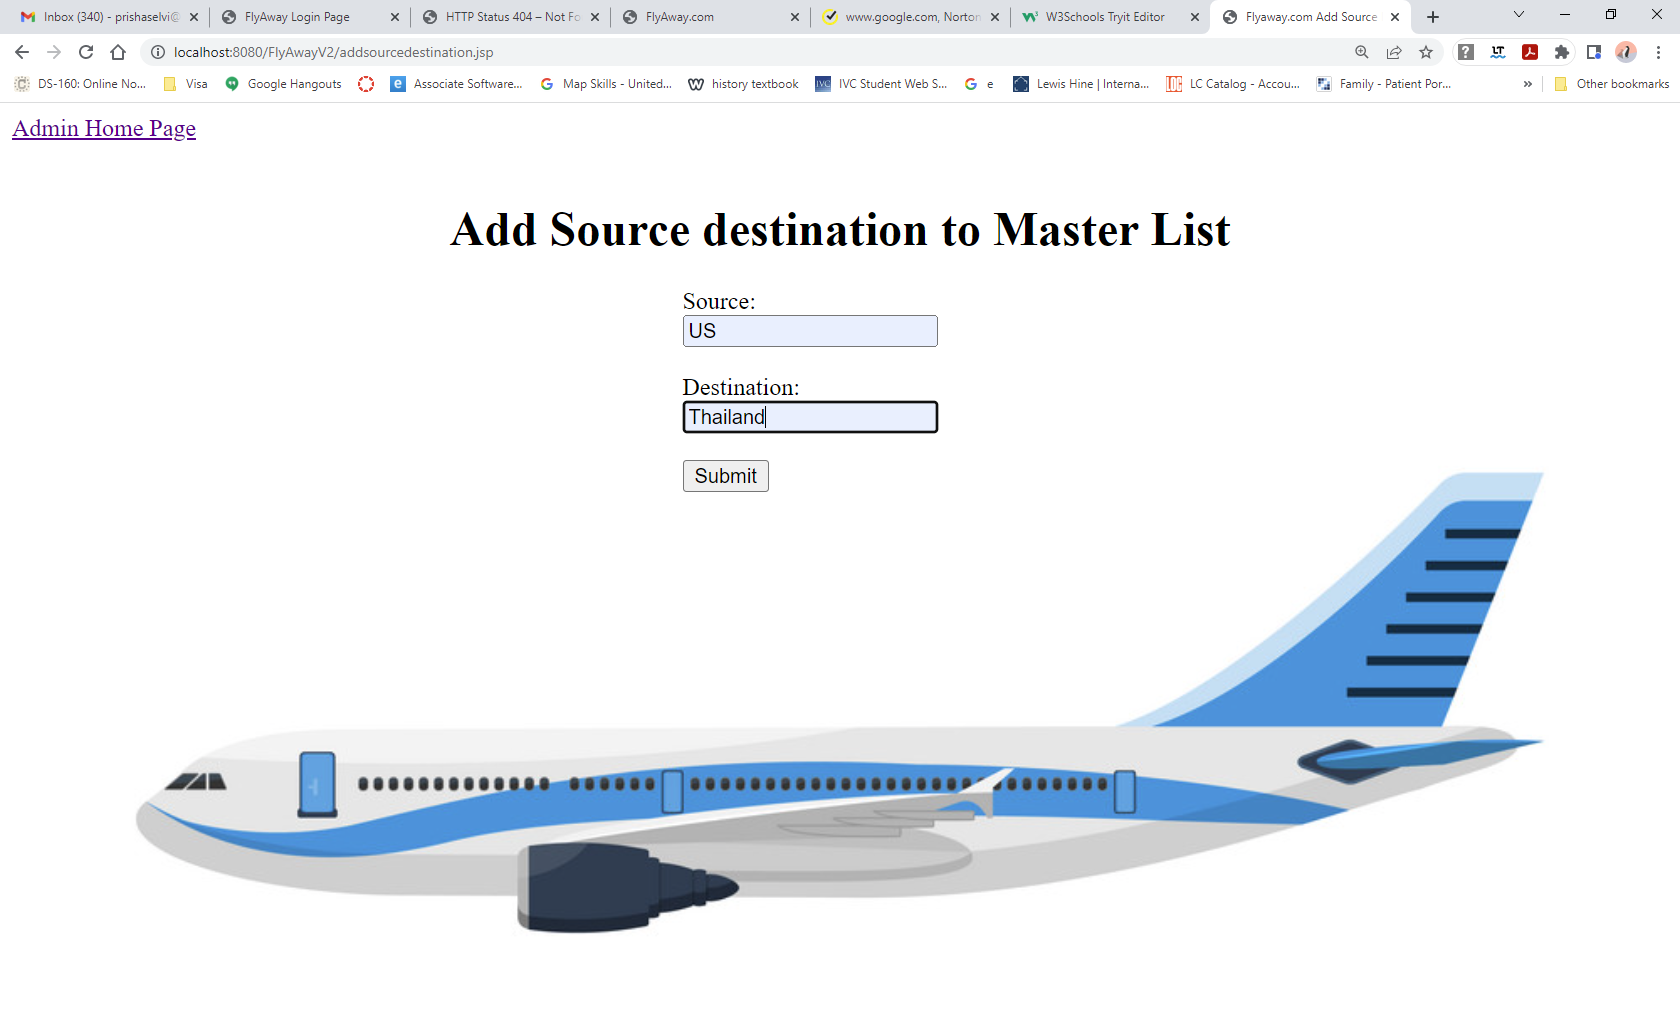 Inbox (340) - prishaselvi@
FlyAway Login Page
HTTP Status 404 – Not Fo
FlyAway.com
www.google.com, Norton
W3Schools Tryit Editor
Flyaway.com Add Source
localhost:8080/FlyAwayV2/addsourcedestination.jsp
DS-160: Online No...
Visa
Google Hangouts
Associate Software...
Map Skills - United...
history textbook
IVC Student Web S...
e
Lewis Hine | Interna...
LC Catalog - Accou...
Family - Patient Por...
»
Other bookmarks
Admin Home Page
Add Source destination to Master List
Source:
US
Destination:
Thailand
Submit